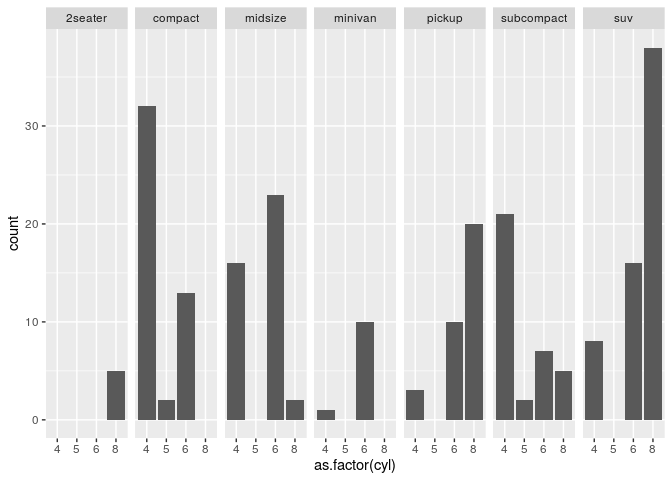 2seater compact midsize minivan pickup subcompact suv
30
20
10
0
count
4 5 6 8 4 5 6 8 4 5 6 8 4 5 6 8 4 5 6 8 4 5 6 8 4 5 6 8
as.factor(cyl)